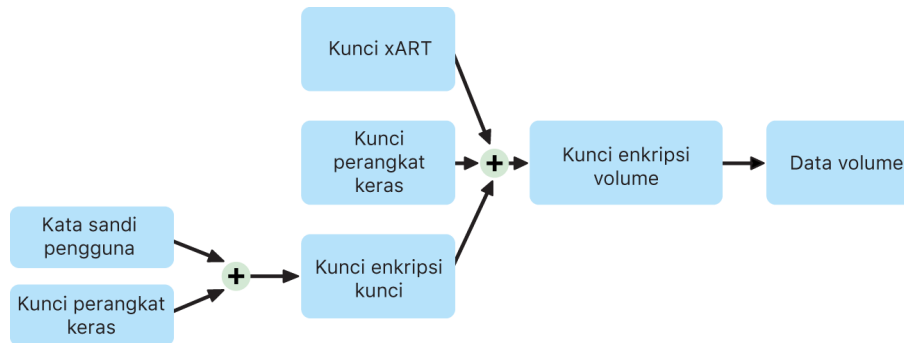 Kunci xART
Kunci
perangkat
keras
+
Kunci enkripsi
volume
Data volume
Kata sandi
pengguna
+
Kunci enkripsi
kunci
Kunci perangkat
keras